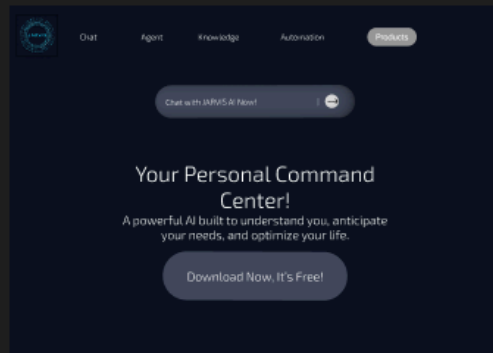 JARVIS
Chat
Agent
Knowledge
Automation
Products
Chat with JARVIS AI Now!
Your Personal Command
Center!
A powerful AI built to understand you, anticipate
your needs, and optimize your life.
Download Now, It's Free!